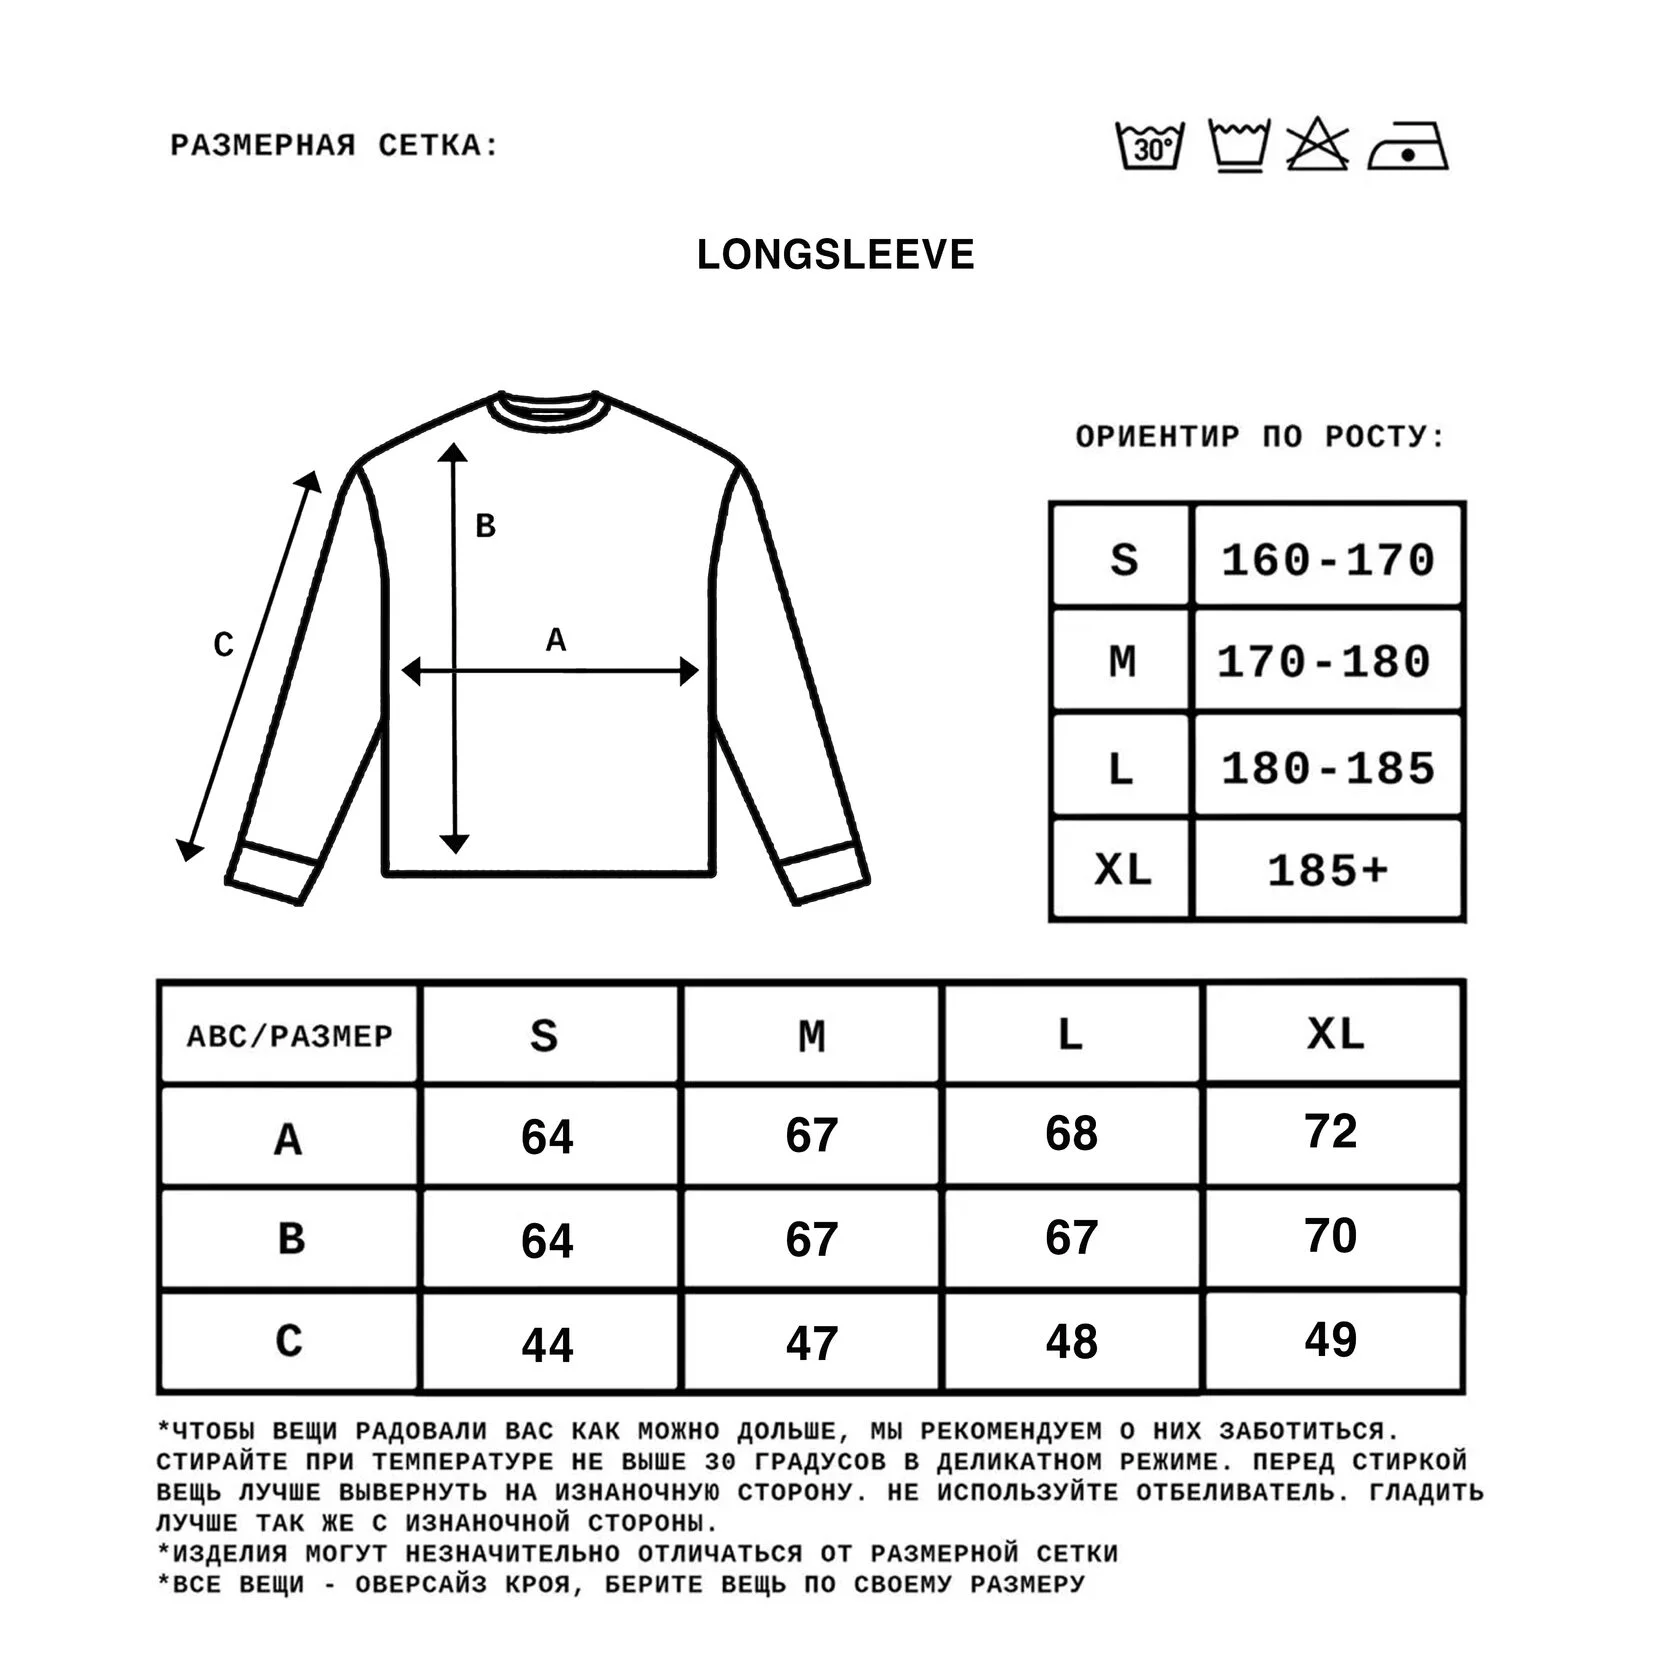 РАЗМЕРНАЯ СЕТКА:
30°
LONGSLEEVE
ОРИЕНТИР ПО РОСТУ:
B
A
C
S 160-170
M 170-180
L 180-185
XL 185+
АВС/РАЗМЕР S M L XL
A 64 67 68 72
B 64 67 67 70
C 44 47 48 49
*ЧТОБЫ ВЕЩИ РАДОВАЛИ ВАС КАК МОЖНО ДОЛЬШЕ, МЫ РЕКОМЕНДУЕМ О НИХ ЗАБОТИТЬСЯ.
СТИРАЙТЕ ПРИ ТЕМПЕРАТУРЕ НЕ ВЫШЕ 30 ГРАДУСОВ В ДЕЛИКАТНОМ РЕЖИМЕ. ПЕРЕД СТИРКОЙ
ВЕЩЬ ЛУЧШЕ ВЫВЕРНУТЬ НА ИЗНАНОЧНУЮ СТОРОНУ. НЕ ИСПОЛЬЗУЙТЕ ОТБЕЛИВАТЕЛЬ. ГЛАДИТЬ
ЛУЧШЕ ТАК ЖЕ С ИЗНАНОЧНОЙ СТОРОНЫ.
*ИЗДЕЛИЯ МОГУТ НЕЗНАЧИТЕЛЬНО ОТЛИЧАТЬСЯ ОТ РАЗМЕРНОЙ СЕТКИ
*ВСЕ ВЕЩИ - ОВЕРСАЙЗ КРОЯ, БЕРИТЕ ВЕЩЬ ПО СВОЕМУ РАЗМЕРУ